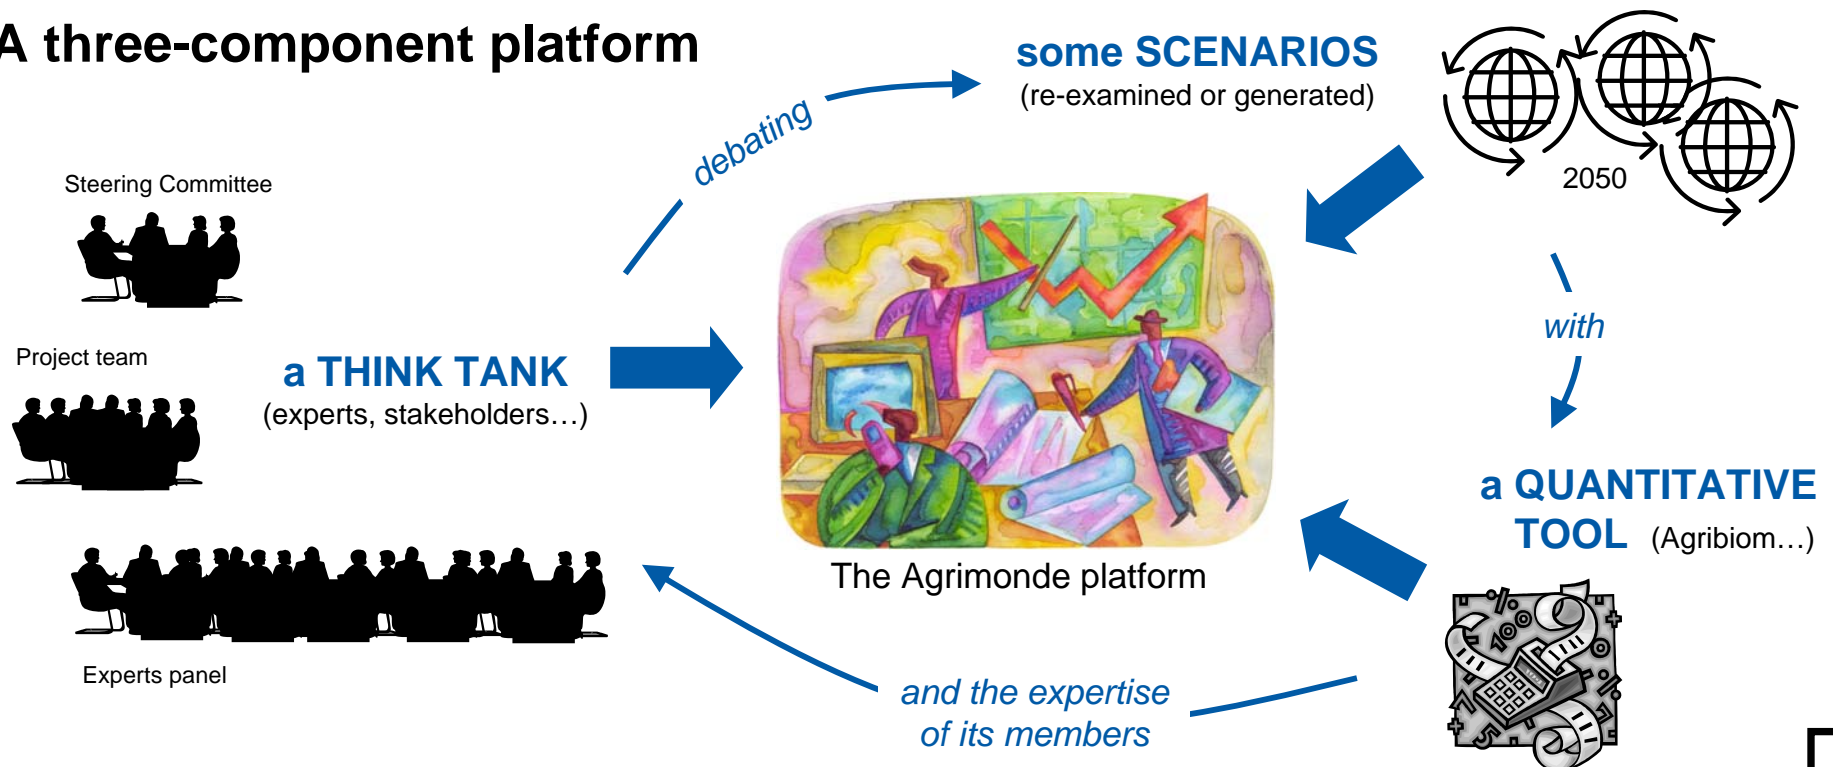 A three-component platform
some SCENARIOS
(re-examined or generated)
debating
2050
Steering Committee
with
Project team
a THINK TANK
(experts, stakeholders…)
a QUANTITATIVE
TOOL (Agribiom…)
The Agrimonde platform
Experts panel
and the expertise
of its members